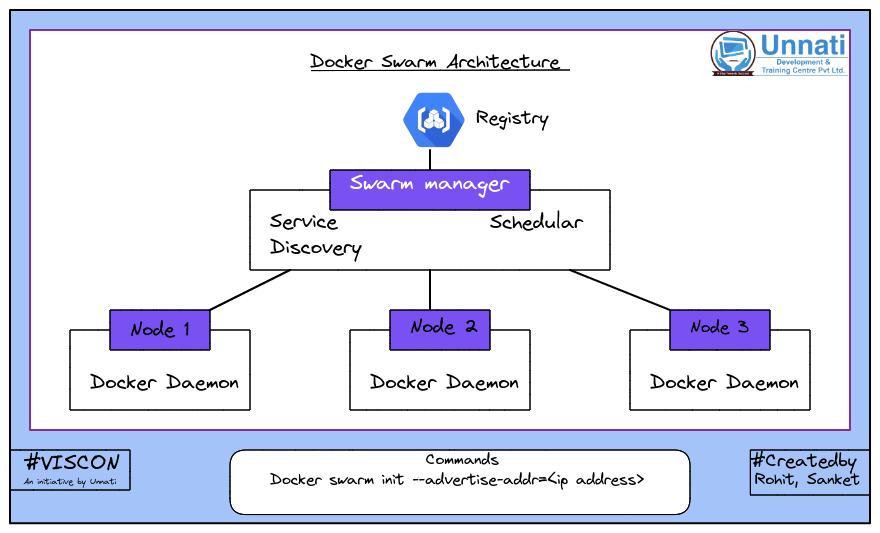 Docker Swarm Architecture
Unnati
Development &
Training Centre Pvt Ltd.
Registry
Swarm manager
Service
Discovery
Schedular
Node 1
Node 2
Node 3
Docker Daemon
Docker Daemon
Docker Daemon
#VISCON
An initiative by Unnati
Commands
Docker swarm init --advertise-addr=<ip address>
#Createdby
Rohit, Sanket